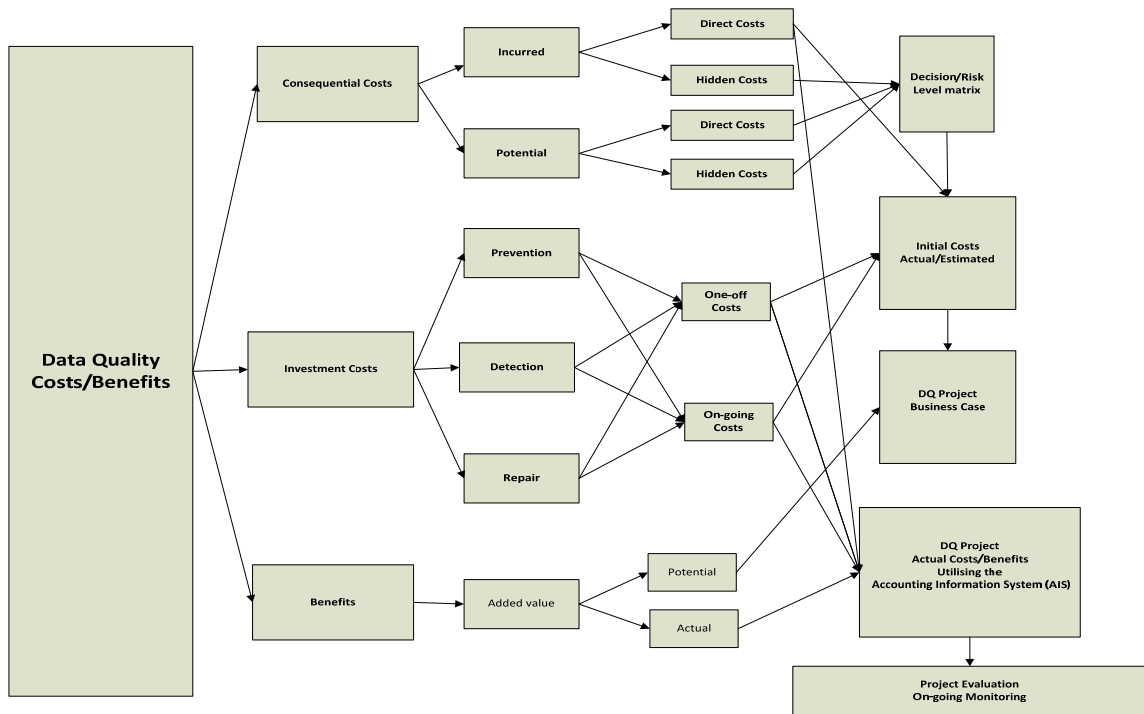 Data Quality
Costs/Benefits
Consequential Costs
Investment Costs
Benefits
Incurred
Potential
Prevention
Detection
Repair
Added value
Direct Costs
Hidden Costs
Direct Costs
Hidden Costs
One-off
Costs
On-going
Costs
Potential
Actual
Decision/Risk
Level matrix
Initial Costs
Actual/Estimated
DQ Project
Business Case
DQ Project
Actual Costs/Benefits
Utilising the
Accounting Information System (AIS)
Project Evaluation
On-going Monitoring